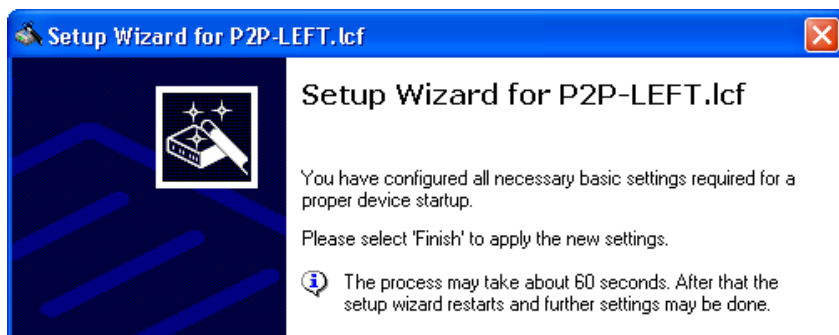 Setup Wizard for P2P-LEFT.lcf
Setup Wizard for P2P-LEFT.lcf
You have configured all necessary basic settings required for a
proper device startup.
Please select 'Finish' to apply the new settings.
The process may take about 60 seconds. After that the
setup wizard restarts and further settings may be done.